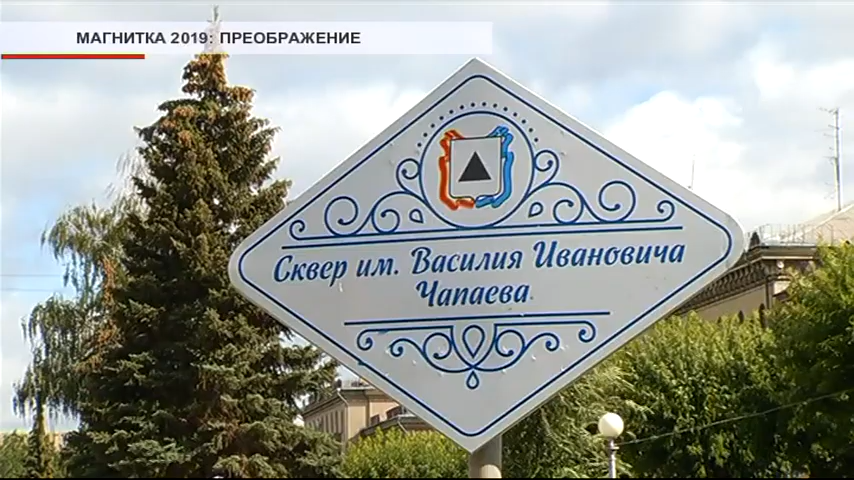 МАГНИТКА 2019: ПРЕОБРАЖЕНИЕ
Сквер им. Василия Ивановича
Чапаева